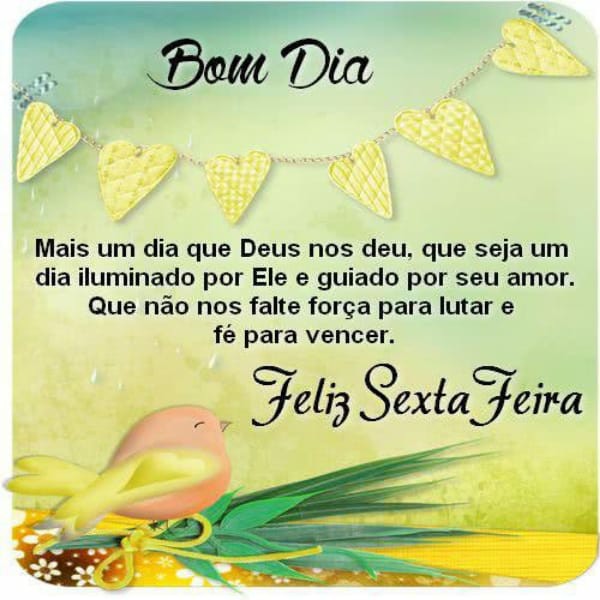 Bom Dia
Mais um dia que Deus nos deu, que seja um
dia iluminado por Ele e guiado por seu amor.
Que não nos falte força para lutar e
fé para vencer.
Feliz Sexta Feira